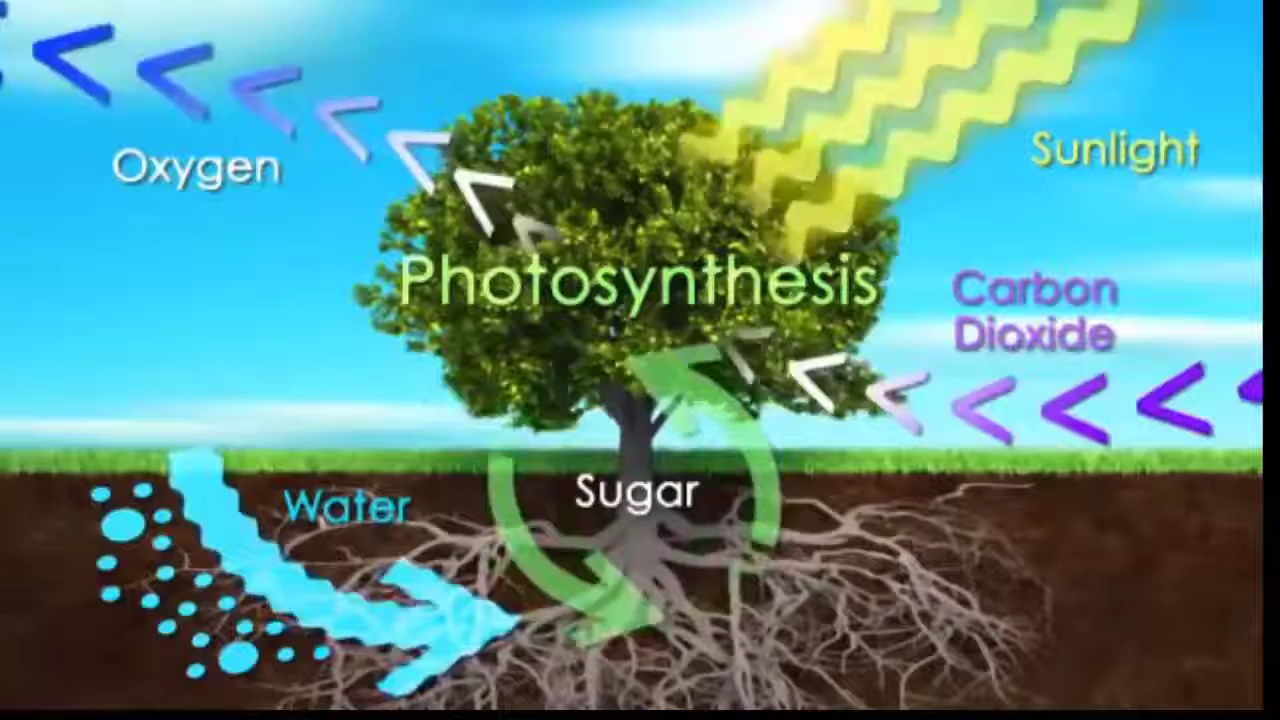 Oxygen
Sunlight
Photosynthesis
Carbon
Dioxide
Sugar
Water